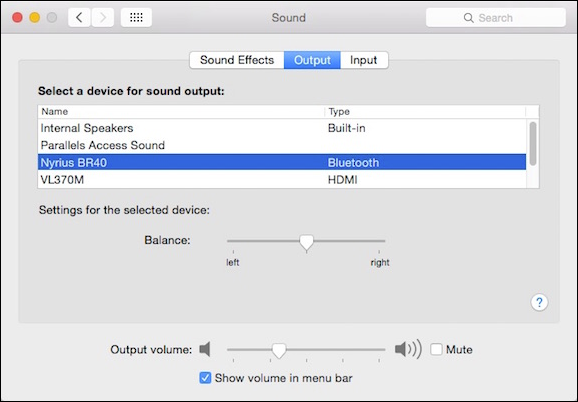 Sound
Search
Sound Effects Output Input
Select a device for sound output:
Name Type
Internal Speakers Built-in
Parallels Access Sound
Nyrius BR40 Bluetooth
VL370M HDMI
Settings for the selected device:
Balance:
left right
?
Output volume: Mute
Show volume in menu bar